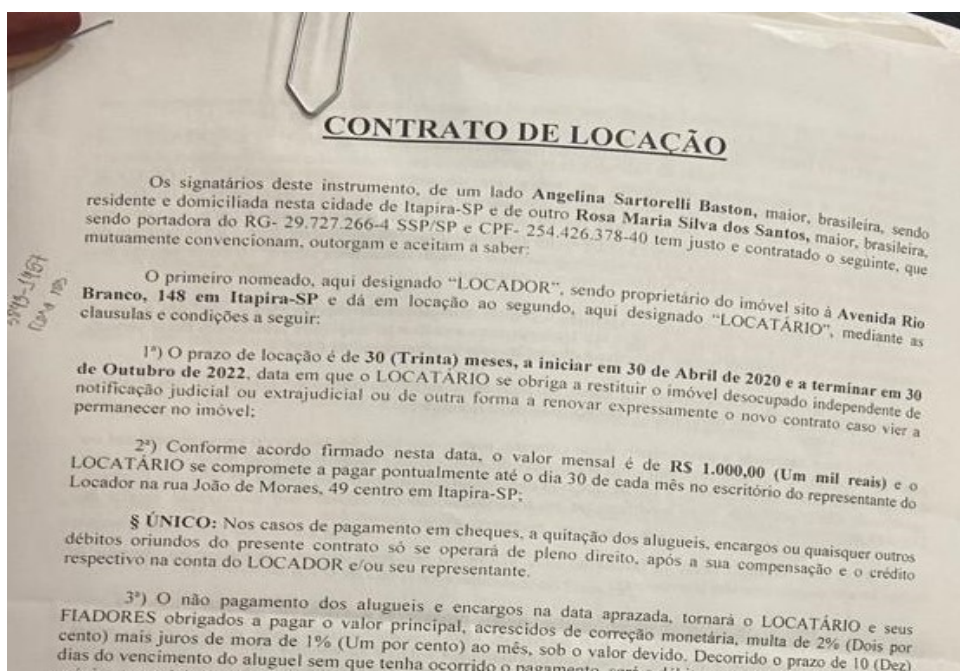 CONTRATO DE LOCAÇÃO
Os signatários deste instrumento, de um lado Angelina Sartorelli Baston, maior, brasileira, sendo
residente e domiciliada nesta cidade de Itapira-SP e de outro Rosa Maria Silva dos Santos, maior, brasileira,
sendo portadora do RG- 29.727.266-4 SSP/SP e CPF- 254.426.378-40 tem justo e contratado o seguinte, que
mutuamente convencionam, outorgam e aceitam a saber:
O primeiro nomeado, aqui designado “LOCADOR”, sendo proprietário do imóvel sito à Avenida Rio
Branco, 148 em Itapira-SP e dá em locação ao segundo, aqui designado “LOCATÁRIO”, mediante as
clausulas e condições a seguir:
1ª) O prazo de locação é de 30 (Trinta) meses, a iniciar em 30 de Abril de 2020 e a terminar em 30
de Outubro de 2022, data em que o LOCATÁRIO se obriga a restituir o imóvel desocupado independente de
notificação judicial ou extrajudicial ou de outra forma a renovar expressamente o novo contrato caso vier a
permanecer no imóvel;
2ª) Conforme acordo firmado nesta data, o valor mensal é de R$ 1.000,00 (Um mil reais) e o
LOCATÁRIO se compromete a pagar pontualmente até o dia 30 de cada mês no escritório do representante do
Locador na rua João de Moraes, 49 centro em Itapira-SP;
§ ÚNICO: Nos casos de pagamento em cheques, a quitação dos alugueis, encargos ou quaisquer outros
débitos oriundos do presente contrato só se operará de pleno direito, após a sua compensação e o crédito
respectivo na conta do LOCADOR e/ou seu representante.
3ª) O não pagamento dos alugueis e encargos na data aprazada, tornará o LOCATÁRIO e seus
FIADORES obrigados a pagar o valor principal, acrescidos de correção monetária, multa de 2% (Dois por
cento) mais juros de mora de 1% (Um por cento) ao mês, sob o valor devido. Decorrido o prazo de 10 (Dez)
dias do vencimento do aluguel sem que tenha ocorrido o pagamento, será